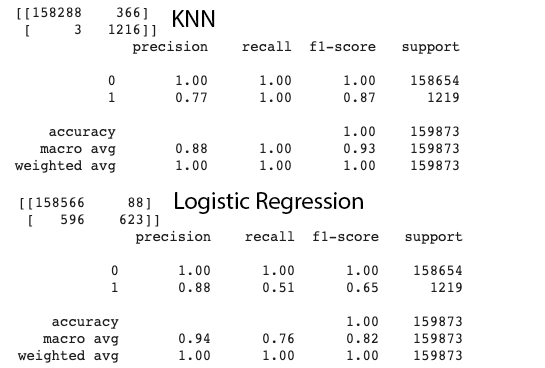 [[158288 366] KNN
[ 3 1216]]
precision recall f1-score support
0 1.00 1.00 1.00 158654
1 0.77 1.00 0.87 1219
accuracy 1.00 159873
macro avg 0.88 1.00 0.93 159873
weighted avg 1.00 1.00 1.00 159873
[[158566 88] Logistic Regression
[ 596 623]]
precision recall f1-score support
0 1.00 1.00 1.00 158654
1 0.88 0.51 0.65 1219
accuracy 1.00 159873
macro avg 0.94 0.76 0.82 159873
weighted avg 1.00 1.00 1.00 159873